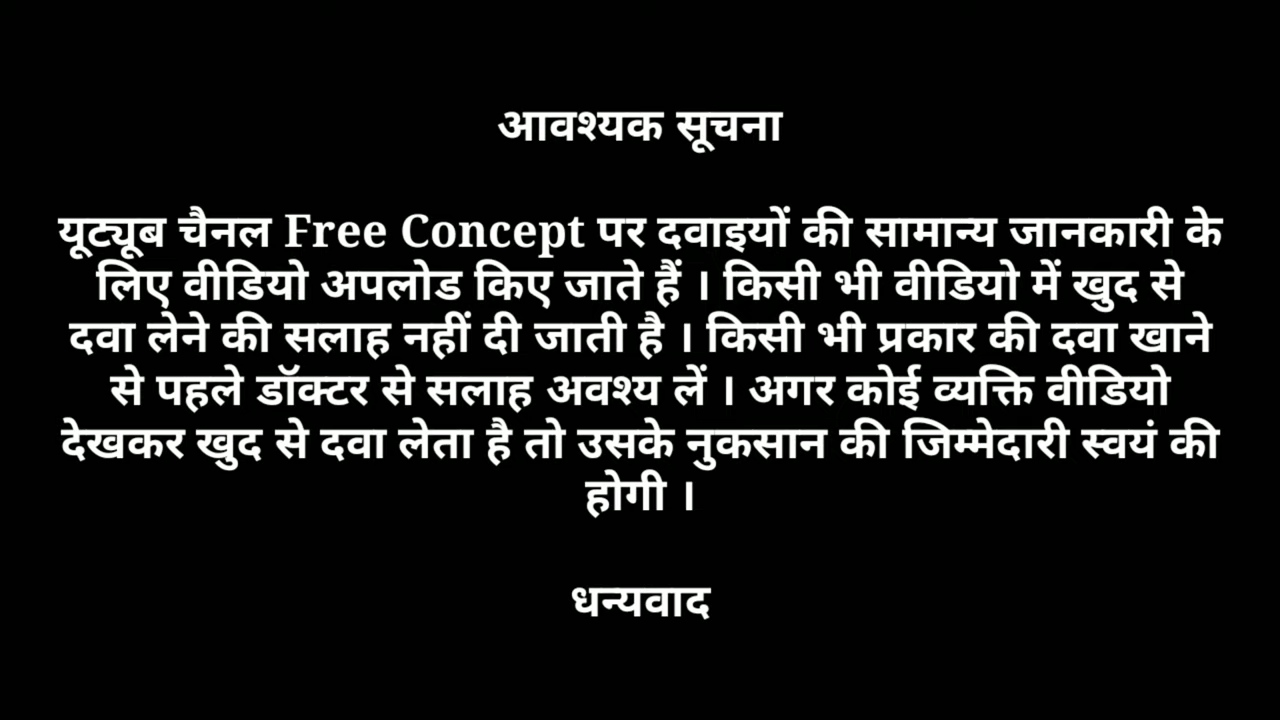 आवश्यक सूचना
यूट्यूब चैनल Free Concept पर दवाइयों की सामान्य जानकारी के
लिए वीडियो अपलोड किए जाते हैं । किसी भी वीडियो में खुद से
दवा लेने की सलाह नहीं दी जाती है । किसी भी प्रकार की दवा खाने
से पहले डॉक्टर से सलाह अवश्य लें । अगर कोई व्यक्ति वीडियो
देखकर खुद से दवा लेता है तो उसके नुकसान की जिम्मेदारी स्वयं की
होगी ।
धन्यवाद